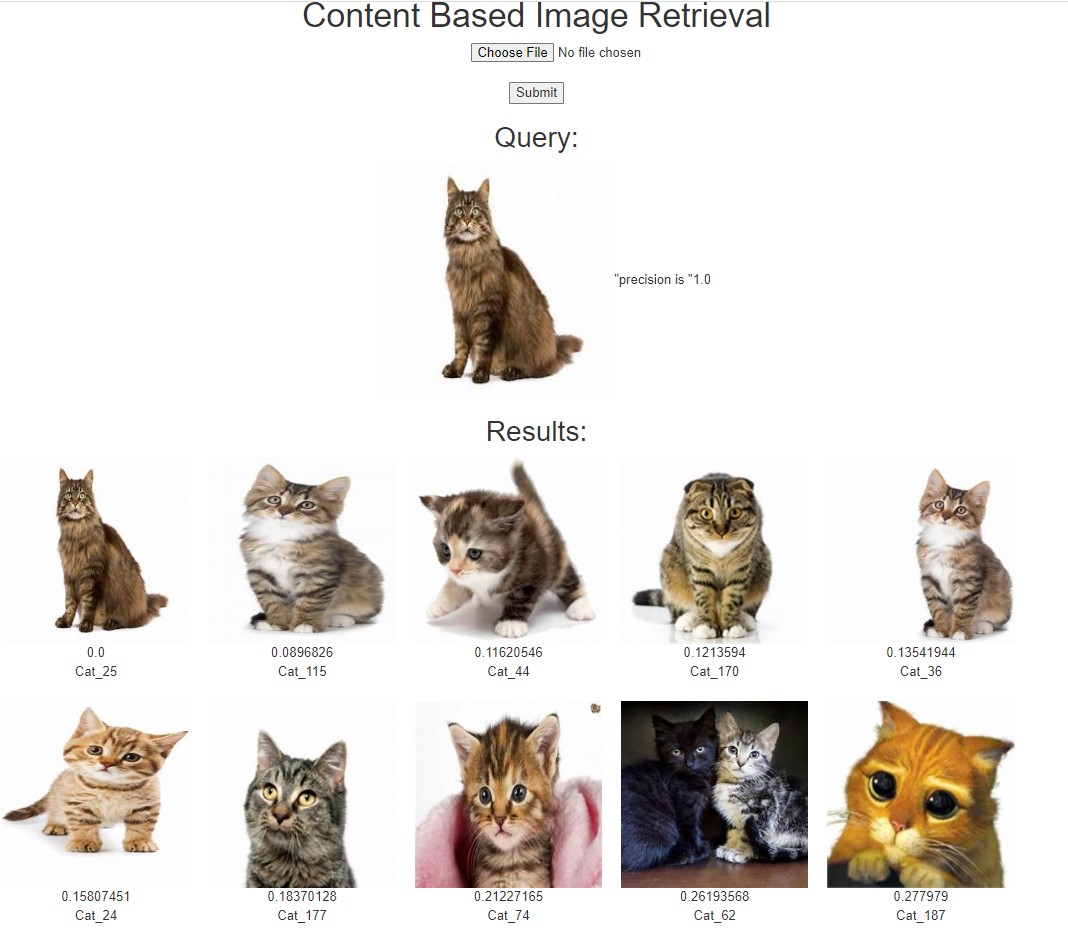 Content Based Image Retrieval
Choose File No file chosen
Submit
Query:
"precision is "1.0
Results:
0.0 0.0896826 0.11620546 0.1213594 0.13541944
Cat_25 Cat_115 Cat_44 Cat_170 Cat_36
0.15807451 0.18370128 0.21227165 0.26193568 0.277979
Cat_24 Cat_177 Cat_74 Cat_62 Cat_187